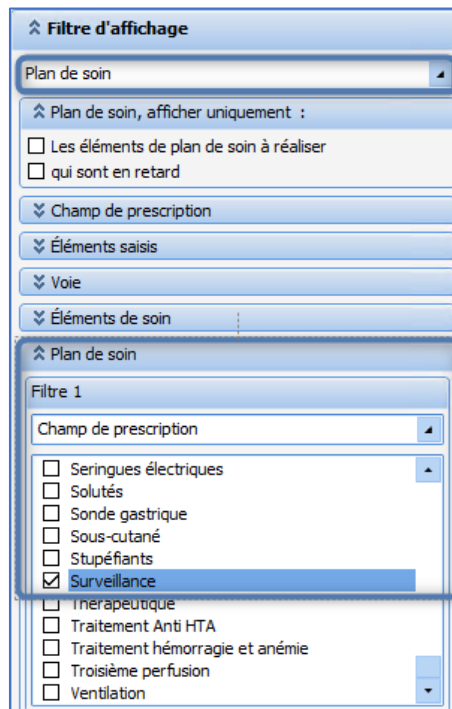 Filtre d'affichage
Plan de soin
Plan de soin, afficher uniquement :
Les éléments de plan de soin à réaliser
qui sont en retard
Champ de prescription
Éléments saisis
Voie
Éléments de soin
Plan de soin
Filtre 1
Champ de prescription
Seringues électriques
Solutés
Sonde gastrique
Sous-cutané
Stupéfiants
Surveillance
Thérapeutique
Traitement Anti HTA
Traitement hémorragie et anémie
Troisième perfusion
Ventilation